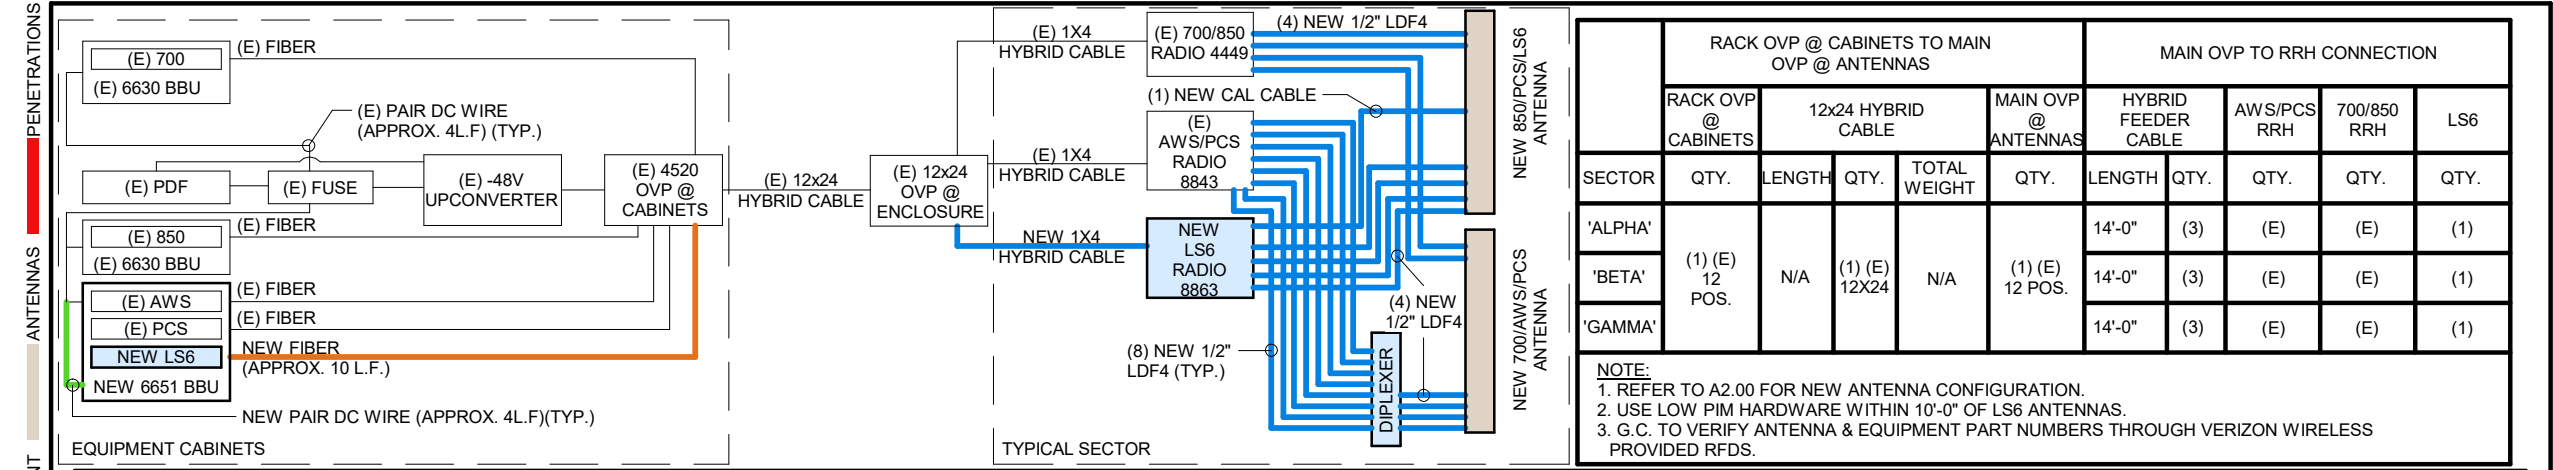 PENETRATIONS
ANTENNAS
NT
(E) 700
(E) 6630 BBU
(E) FIBER
(E) PAIR DC WIRE
(APPROX. 4L.F) (TYP.)
(E) PDF
(E) FUSE
(E) -48V
UPCONVERTER
(E) 4520
OVP @
CABINETS
(E) 850
(E) 6630 BBU
(E) FIBER
(E) AWS
(E) FIBER
(E) PCS
(E) FIBER
NEW LS6
NEW FIBER
(APPROX. 10 L.F.)
NEW 6651 BBU
NEW PAIR DC WIRE (APPROX. 4L.F)(TYP.)
EQUIPMENT CABINETS
(E) 12x24
HYBRID CABLE
(E) 12x24
OVP @
ENCLOSURE
(E) 1X4
HYBRID CABLE
(E) 700/850
RADIO 4449
(4) NEW 1/2" LDF4
(1) NEW CAL CABLE
(E) 1X4
HYBRID CABLE
(E)
AWS/PCS
RADIO
8843
NEW 1X4
HYBRID CABLE
NEW
LS6
RADIO
8863
(4) NEW
1/2" LDF4
(8) NEW 1/2"
LDF4 (TYP.)
DIPLEXER
NEW 850/PCS/LS6
ANTENNA
NEW 700/AWS/PCS
ANTENNA
TYPICAL SECTOR
RACK OVP @ CABINETS TO MAIN
OVP @ ANTENNAS
MAIN OVP TO RRH CONNECTION
RACK OVP
@
CABINETS
12x24 HYBRID
CABLE
MAIN OVP
@
ANTENNAS
HYBRID
FEEDER
CABLE
AWS/PCS
RRH
700/850
RRH
LS6
SECTOR
QTY.
LENGTH
QTY.
TOTAL
WEIGHT
QTY.
LENGTH
QTY.
QTY.
QTY.
QTY.
'ALPHA'
(1) (E)
12
POS.
N/A
(1) (E)
12X24
N/A
(1) (E)
12 POS.
14'-0"
(3)
(E)
(E)
(1)
'BETA'
14'-0"
(3)
(E)
(E)
(1)
'GAMMA'
14'-0"
(3)
(E)
(E)
(1)
NOTE:
1. REFER TO A2.00 FOR NEW ANTENNA CONFIGURATION.
2. USE LOW PIM HARDWARE WITHIN 10'-0" OF LS6 ANTENNAS.
3. G.C. TO VERIFY ANTENNA & EQUIPMENT PART NUMBERS THROUGH VERIZON WIRELESS
PROVIDED RFDS.